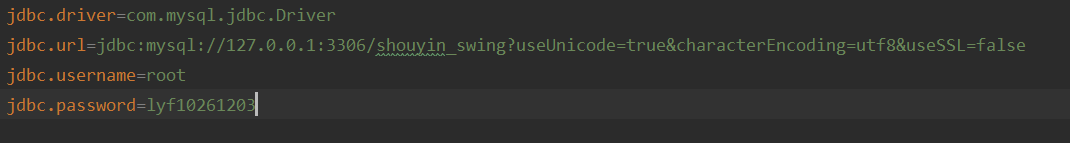 jdbc.driver=com.mysql.jdbc.Driver
jdbc.url=jdbc:mysql://127.0.0.1:3306/shouyin_swing?useUnicode=true&characterEncoding=utf8&useSSL=false
jdbc.username=root
jdbc.password=lyf10261203